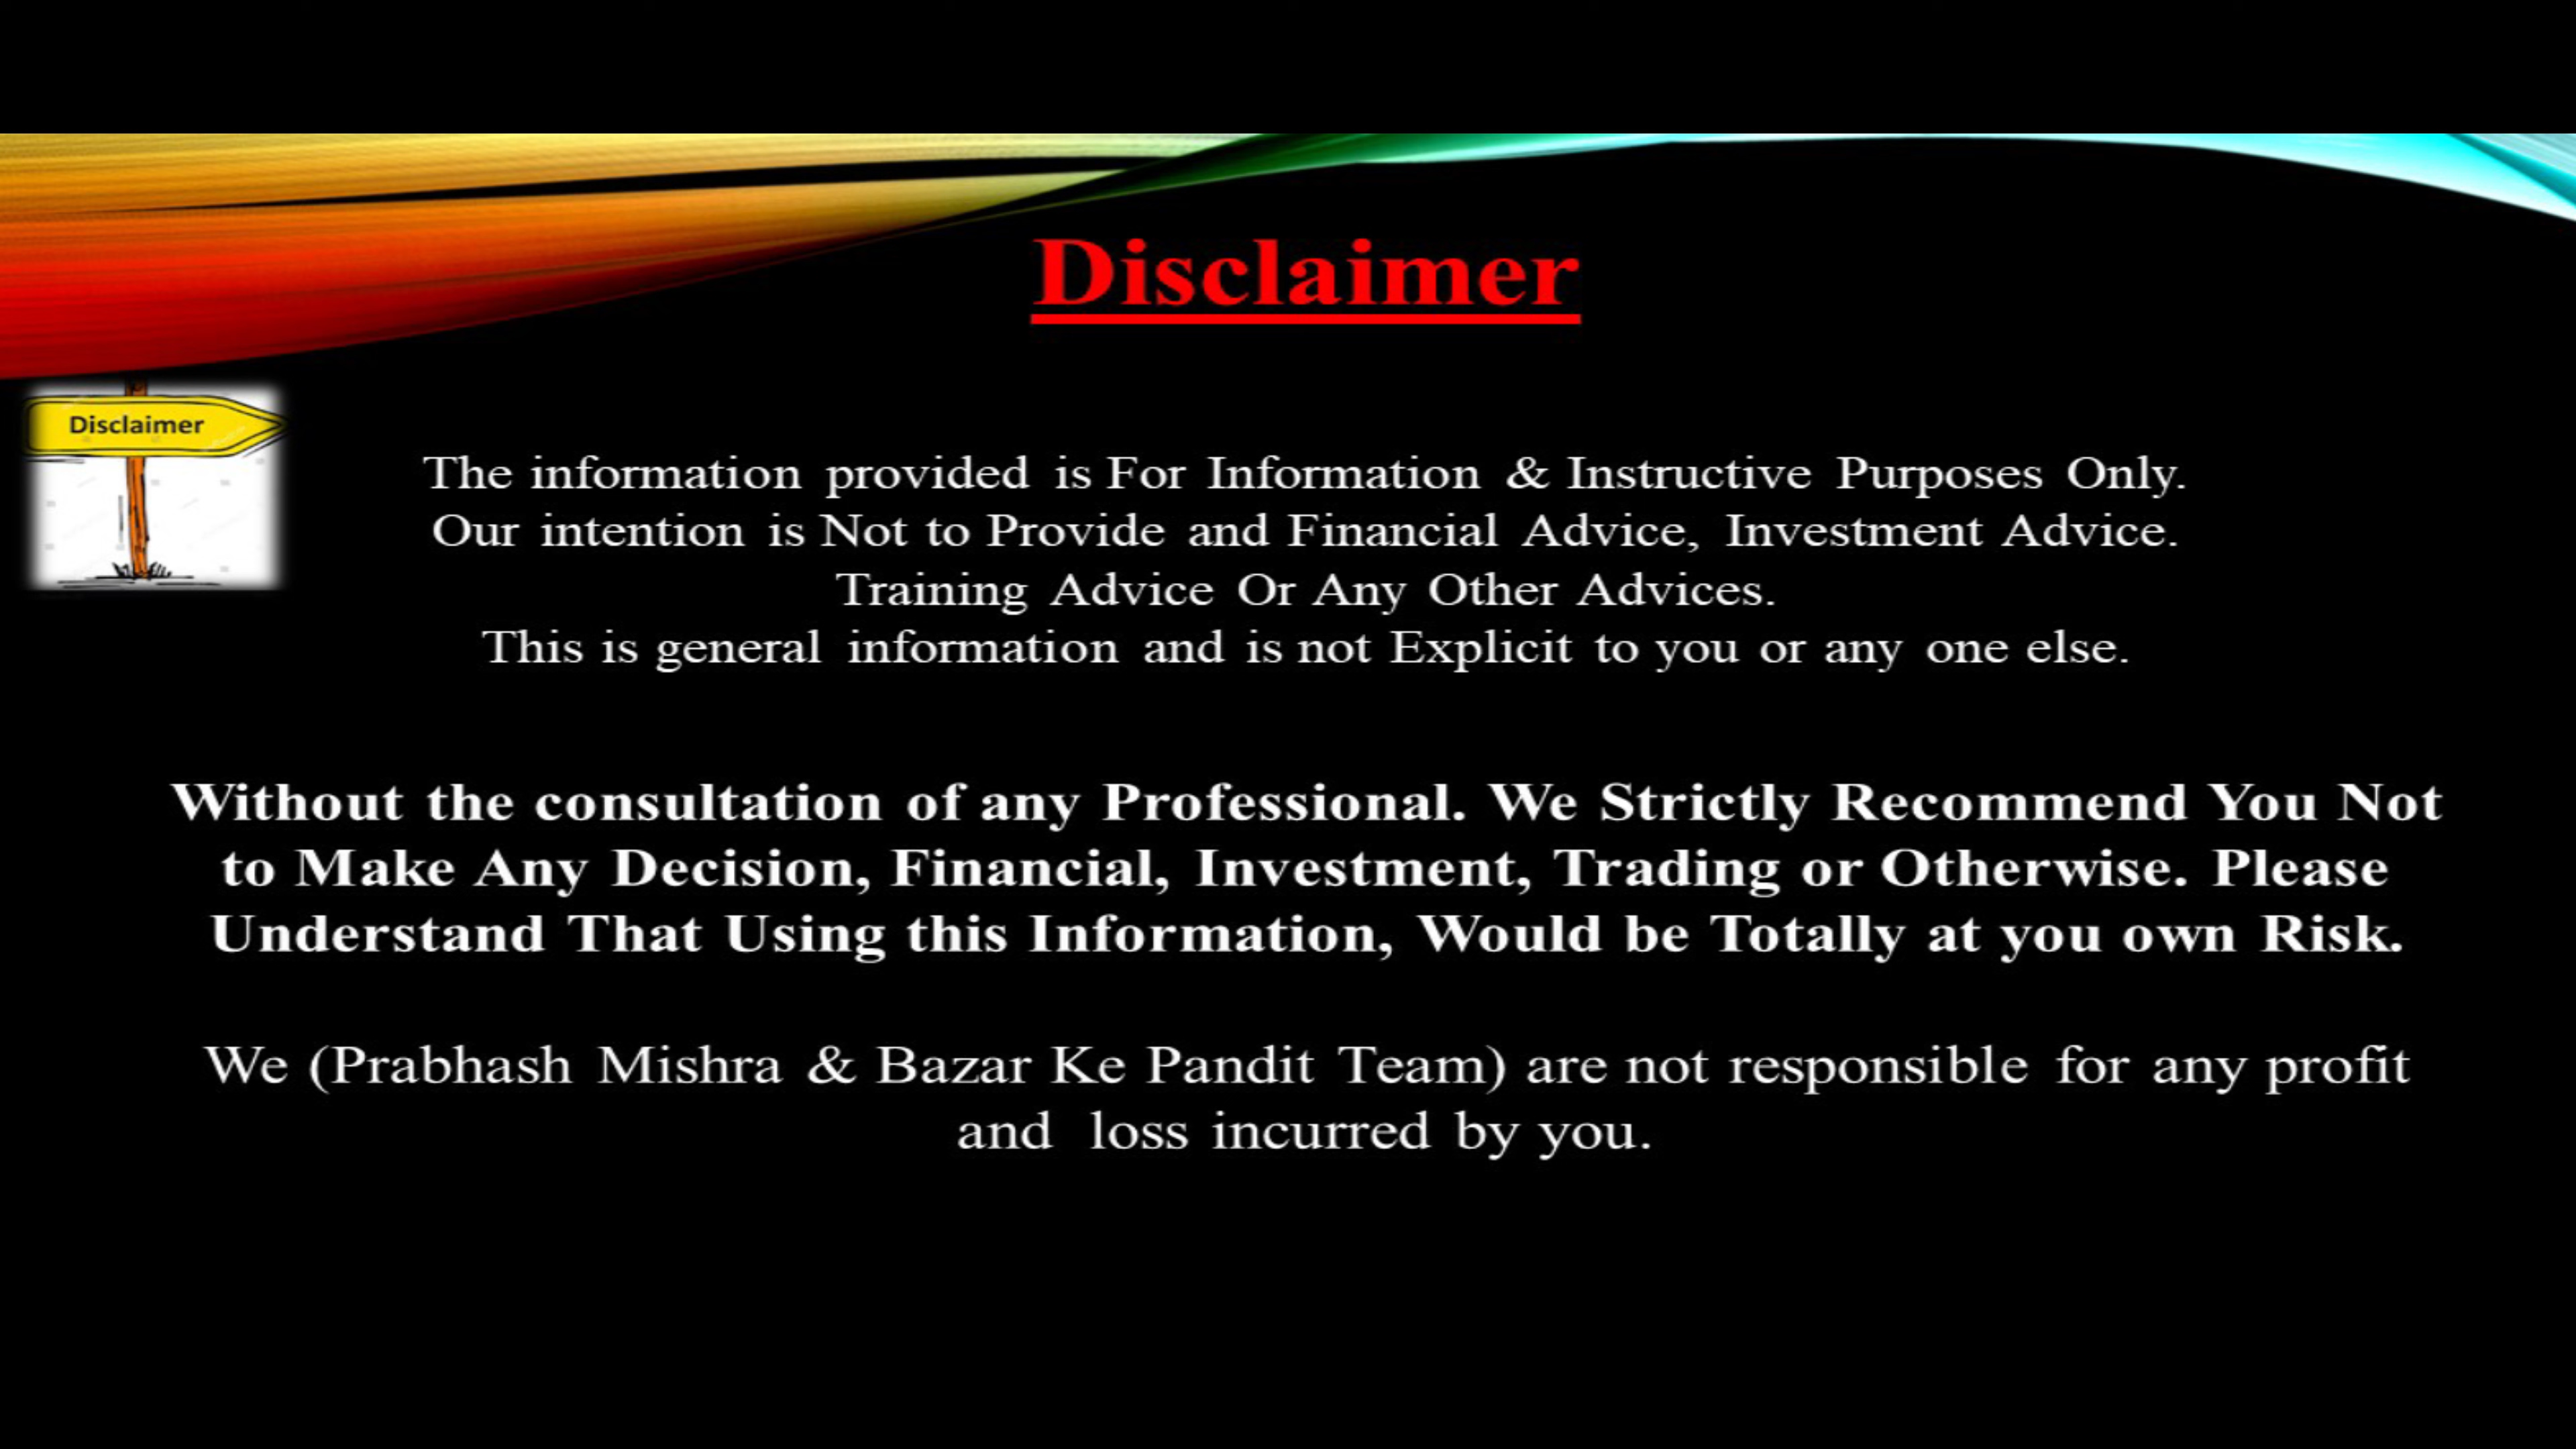 Disclaimer
Disclaimer
The information provided is For Information & Instructive Purposes Only.
Our intention is Not to Provide and Financial Advice, Investment Advice.
Training Advice Or Any Other Advices.
This is general information and is not Explicit to you or any one else.
Without the consultation of any Professional. We Strictly Recommend You Not
to Make Any Decision, Financial, Investment, Trading or Otherwise. Please
Understand That Using this Information, Would be Totally at you own Risk.
We (Prabhash Mishra & Bazar Ke Pandit Team) are not responsible for any profit
and loss incurred by you.